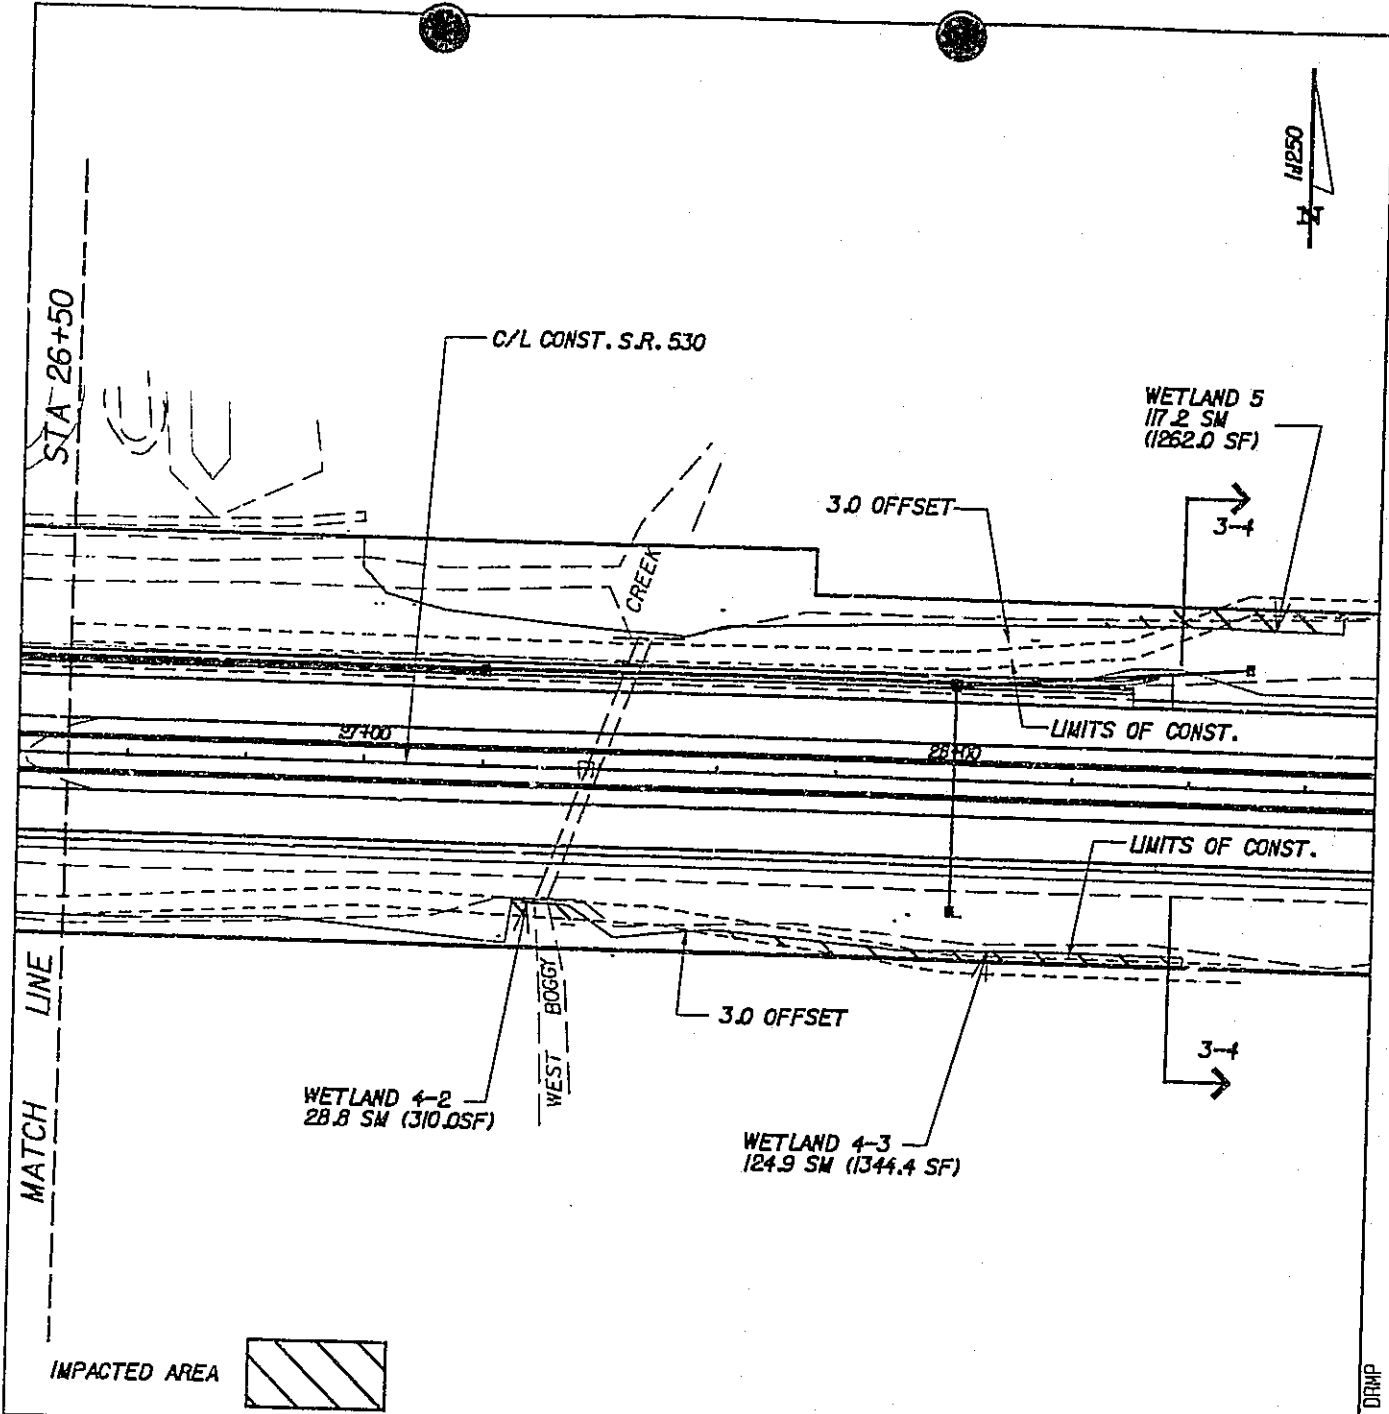 1:1250
N
STA 26+50
C/L CONST. S.R. 530
WETLAND 5
117.2 SM
(1262.0 SF)
3.0 OFFSET
3-4
CREEK
LIMITS OF CONST.
27+00
28+00
LIMITS OF CONST.
WEST BOGGY
3.0 OFFSET
3-4
MATCH LINE
WETLAND 4-2
28.8 SM (310.0SF)
WETLAND 4-3
124.9 SM (1344.4 SF)
IMPACTED AREA
DRMP